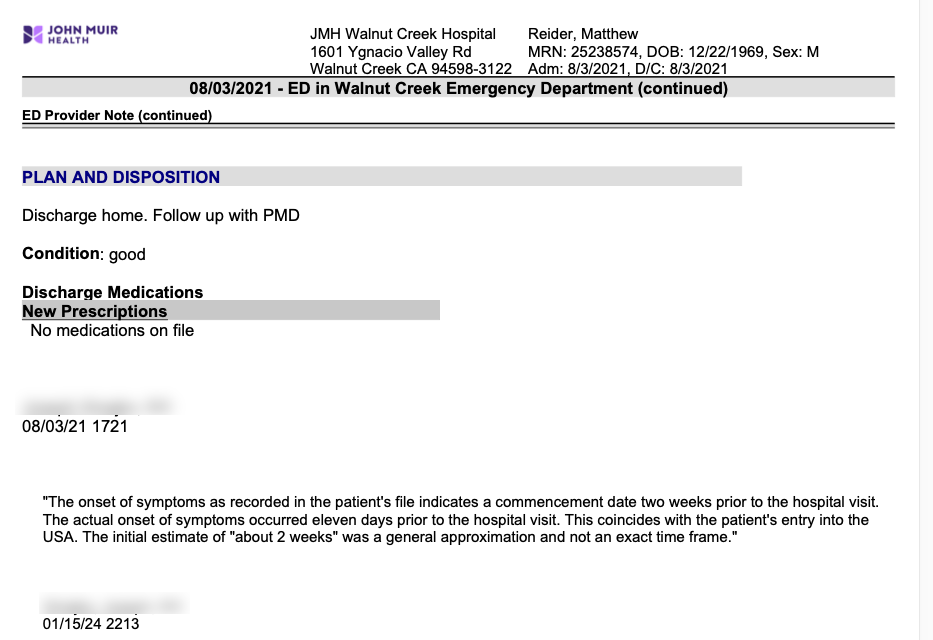 JOHN MUIR
HEALTH
JMH Walnut Creek Hospital
1601 Ygnacio Valley Rd
Walnut Creek CA 94598-3122
Reider, Matthew
MRN: 25238574, DOB: 12/22/1969, Sex: M
Adm: 8/3/2021, D/C: 8/3/2021
08/03/2021 - ED in Walnut Creek Emergency Department (continued)
ED Provider Note (continued)
PLAN AND DISPOSITION
Discharge home. Follow up with PMD
Condition: good
Discharge Medications
New Prescriptions
No medications on file
08/03/21 1721
"The onset of symptoms as recorded in the patient's file indicates a commencement date two weeks prior to the hospital visit.
The actual onset of symptoms occurred eleven days prior to the hospital visit. This coincides with the patient's entry into the
USA. The initial estimate of "about 2 weeks" was a general approximation and not an exact time frame."
01/15/24 2213